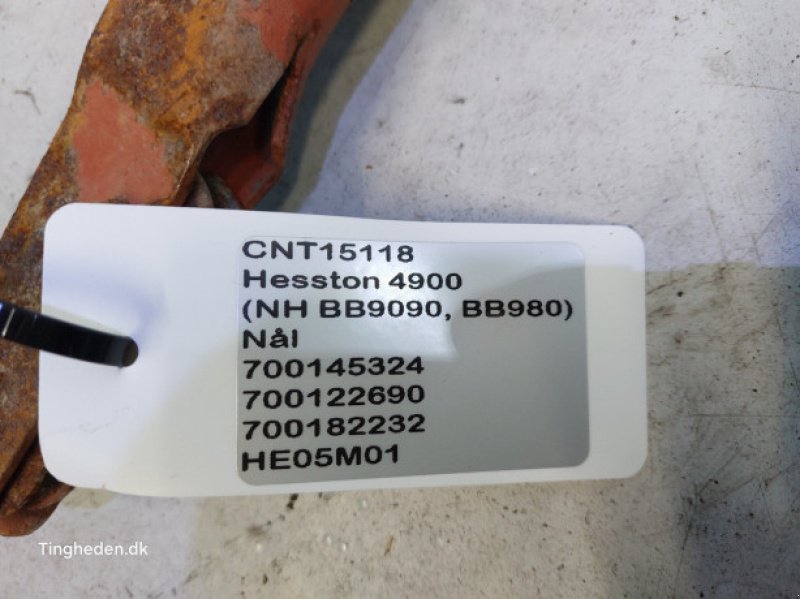 CNT15118
Hesston 4900
(NH BB9090, BB980)
Nål
700145324
700122690
700182232
HE05M01
Tingheden.dk